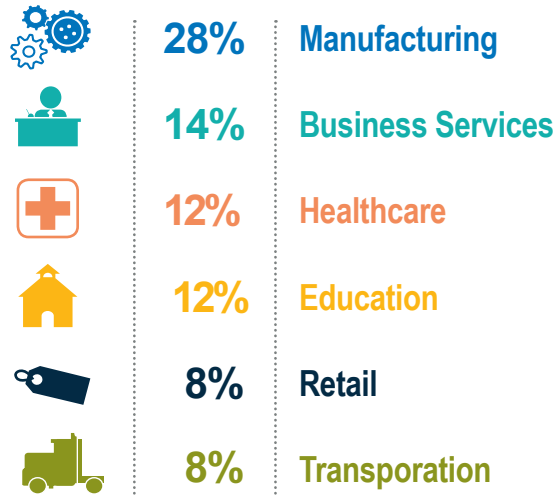 28% Manufacturing
14% Business Services
12% Healthcare
12% Education
8% Retail
8% Transporation